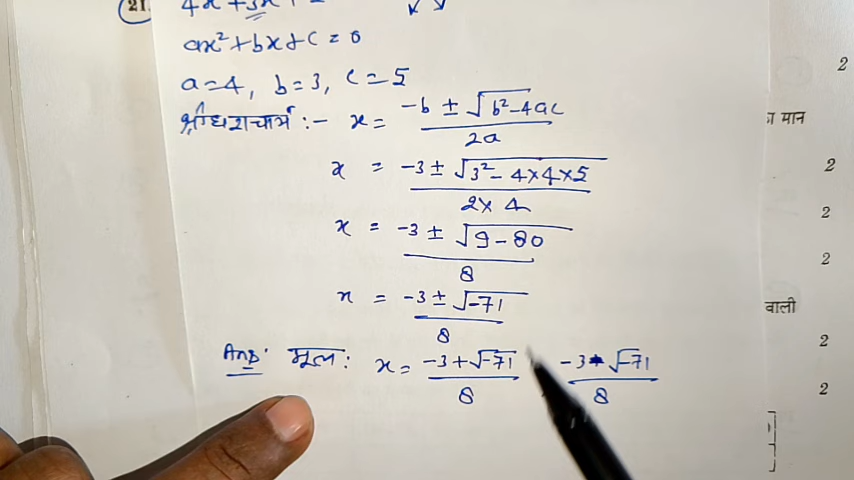 21.
ax²+bx+c=0
a=4, b=3, c=5
श्रीधराचार्य :- x = (-b ± √(b²-4ac))/2a
x = (-3 ± √(3²-4×4×5))/(2×4)
x = (-3 ± √(9-80))/8
x = (-3 ± √-71)/8
Ans: मूल: x = (-3+√-71)/8 (-3-√-71)/8
2
का मान
2
2
2
वाली
2
2